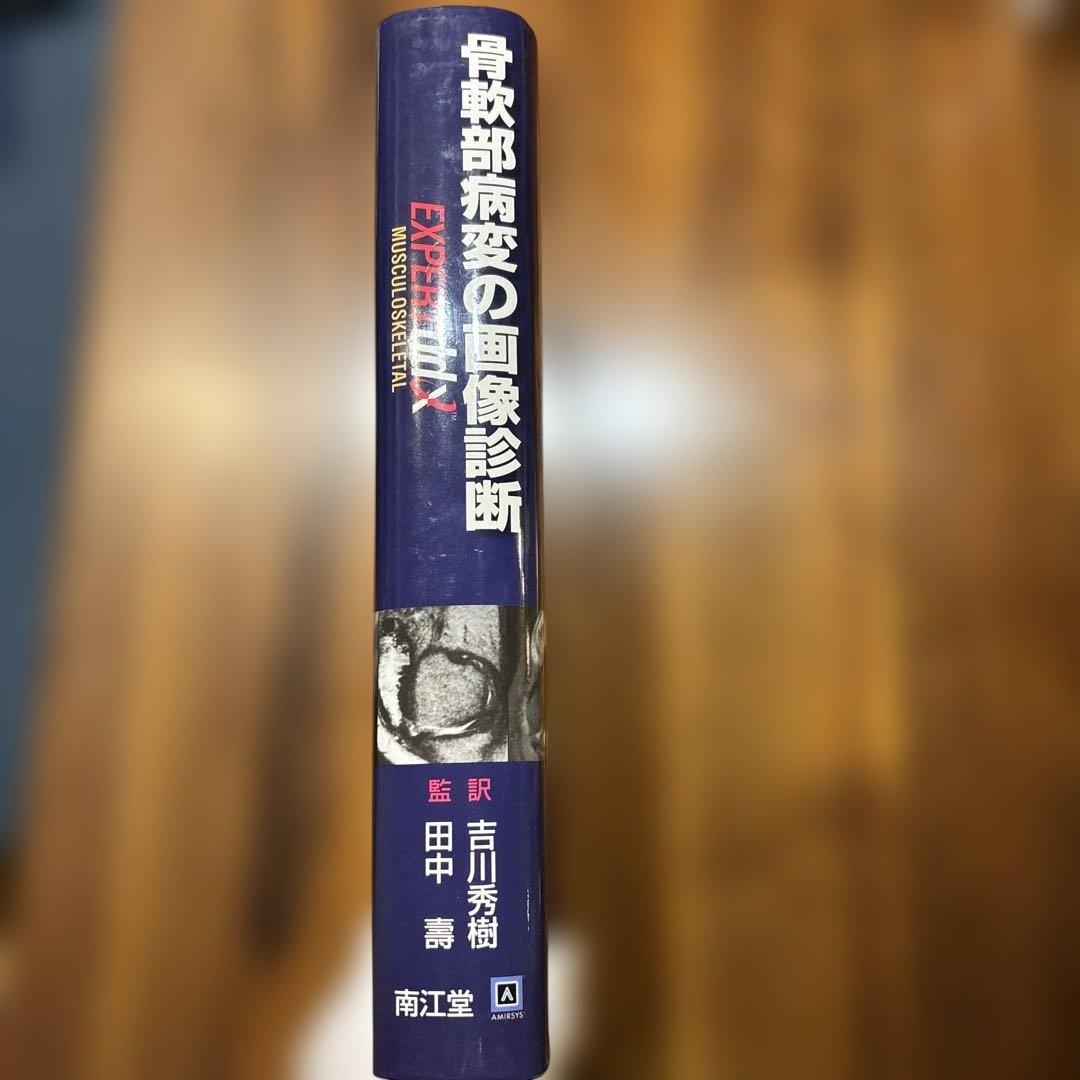 骨軟部病変の画像診断
EXPERTddx™
MUSCULOSKELETAL
監訳
吉川秀樹
田中 壽
南江堂
AMIRSYS